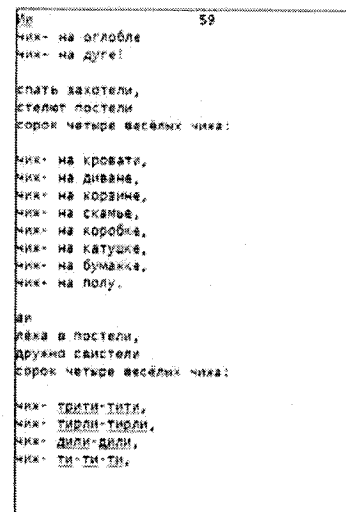 Ир 59
чиж- на оглобле
чиж- на дуге!
спать захотели,
стелют постели
сорок четыре весёлых чижа:
чиж- на кровати,
чиж- на диване,
чиж- на корзине,
чиж- на скамье,
чиж- на коробке,
чиж- на катушке,
чиж- на бумажке,
чиж- на полу.
ай
лёжа в постели,
дружно свистели
сорок четыре весёлых чижа:
чиж- трити-тити,
чиж- тирли-тирли,
чиж- дили-дили,
чиж- ти-ти-ти,